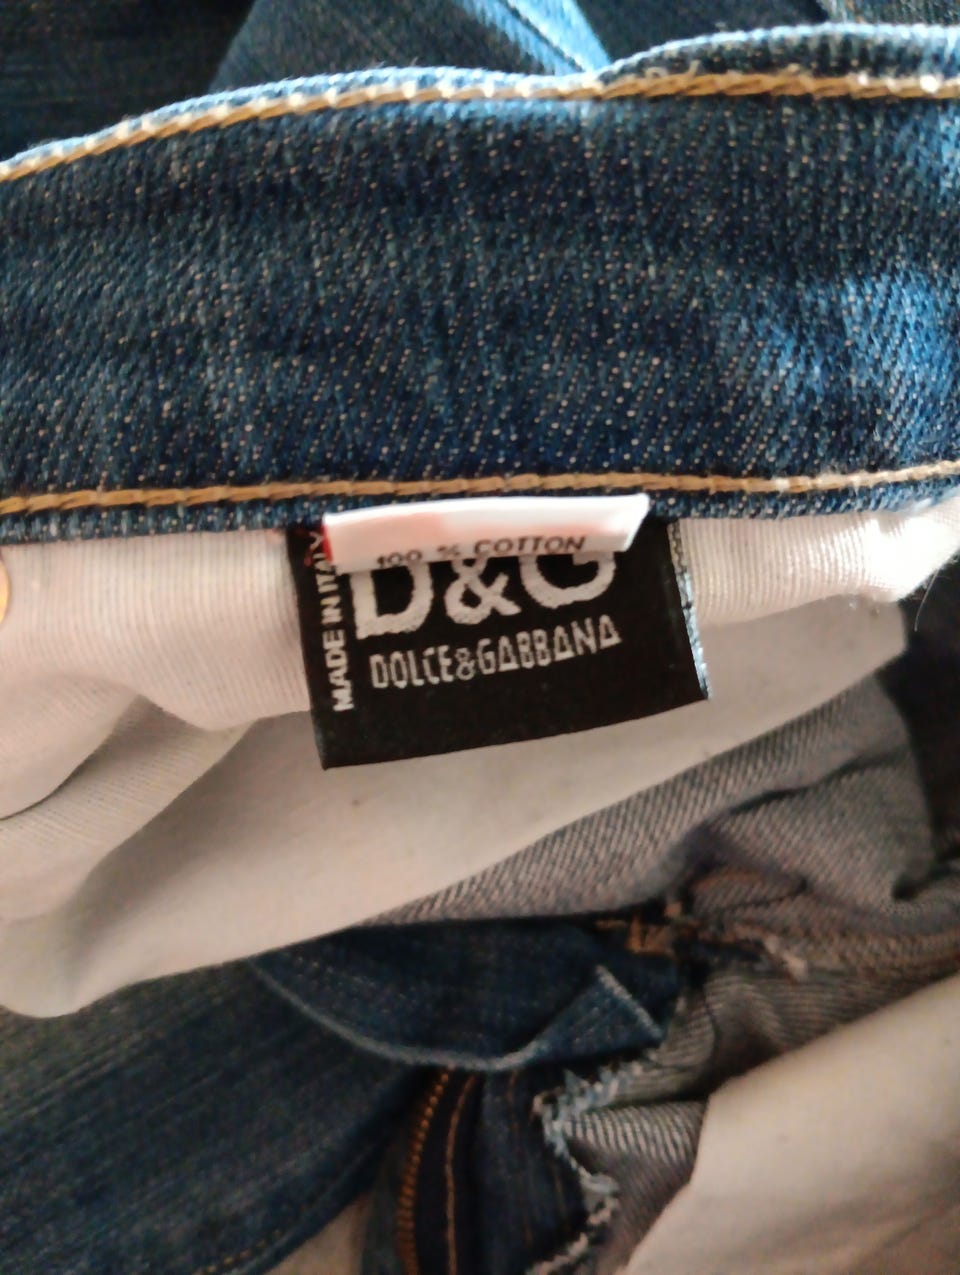 100 % COTTON
D&G
DOLCE&GABBANA
MADE IN ITALY